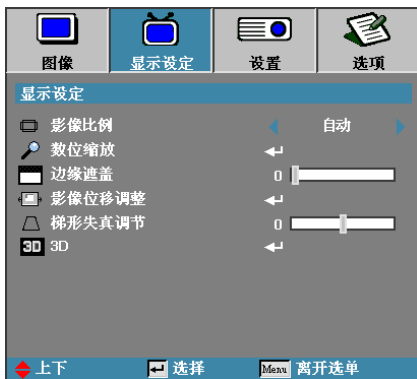 图像 显示设定 设置 选项
显示设定
影像比例 自动
数位缩放
边缘遮盖 0
影像位移调整
梯形失真调节 0
3D 3D
上下 选择 Menu 离开选单